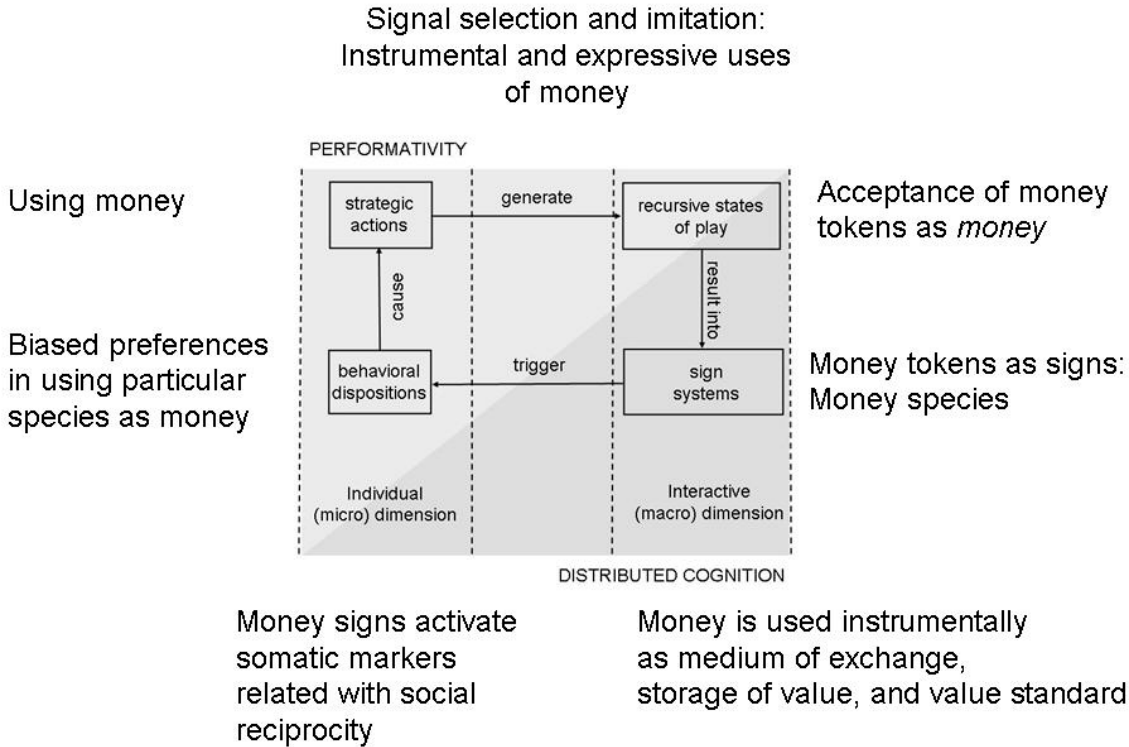 Signal selection and imitation:
Instrumental and expressive uses
of money
PERFORMATIVITY
Using money
strategic
actions
generate
recursive states
of play
Acceptance of money
tokens as money
cause
result into
Biased preferences
in using particular
species as money
behavioral
dispositions
trigger
sign
systems
Money tokens as signs:
Money species
Individual
(micro) dimension
Interactive
(macro) dimension
DISTRIBUTED COGNITION
Money signs activate
somatic markers
related with social
reciprocity
Money is used instrumentally
as medium of exchange,
storage of value, and value standard